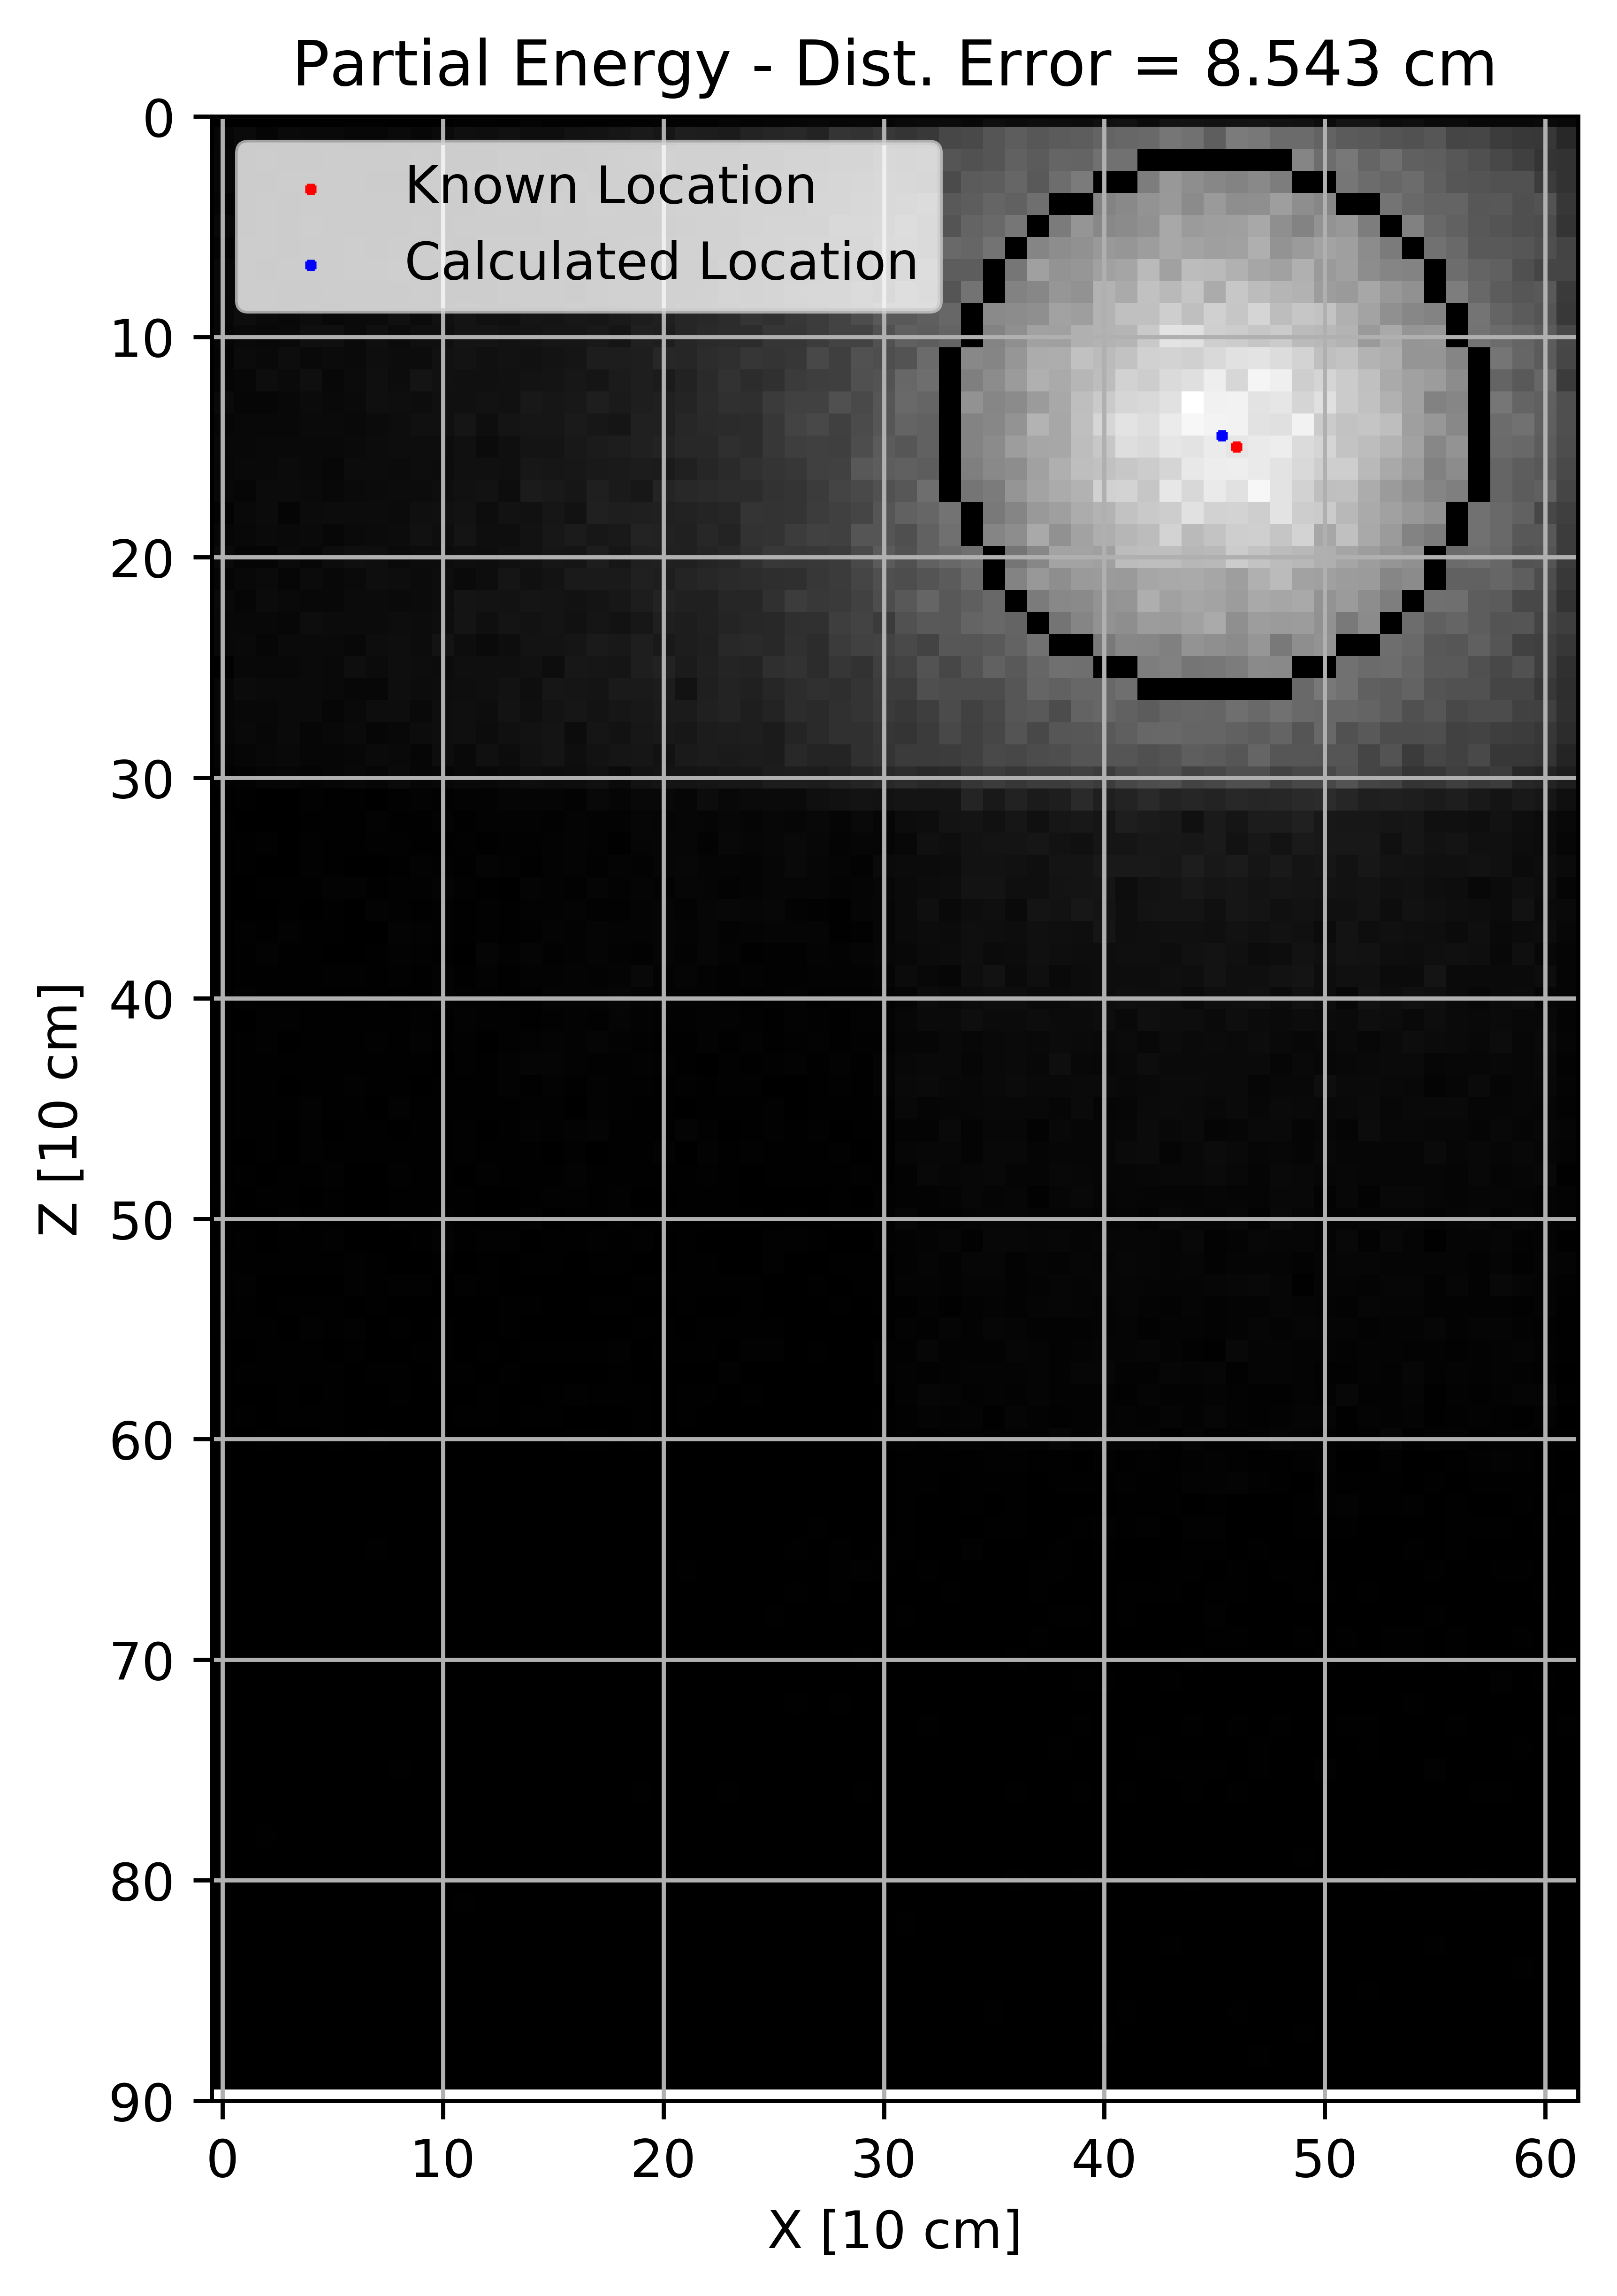 Partial Energy - Dist. Error = 8.543 cm
Known Location
Calculated Location
0
10
20
30
40
50
60
70
80
90
Z [10 cm]
0 10 20 30 40 50 60
X [10 cm]